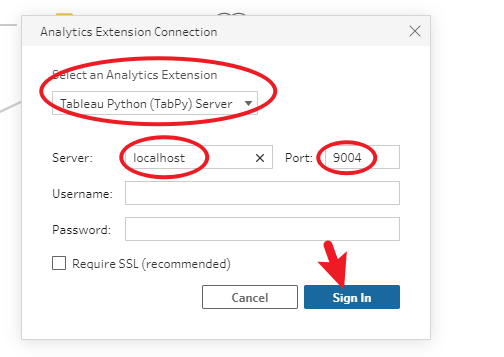 Analytics Extension Connection
Select an Analytics Extension
Tableau Python (TabPy) Server
Server: localhost Port: 9004
Username:
Password:
Require SSL (recommended)
Cancel Sign In